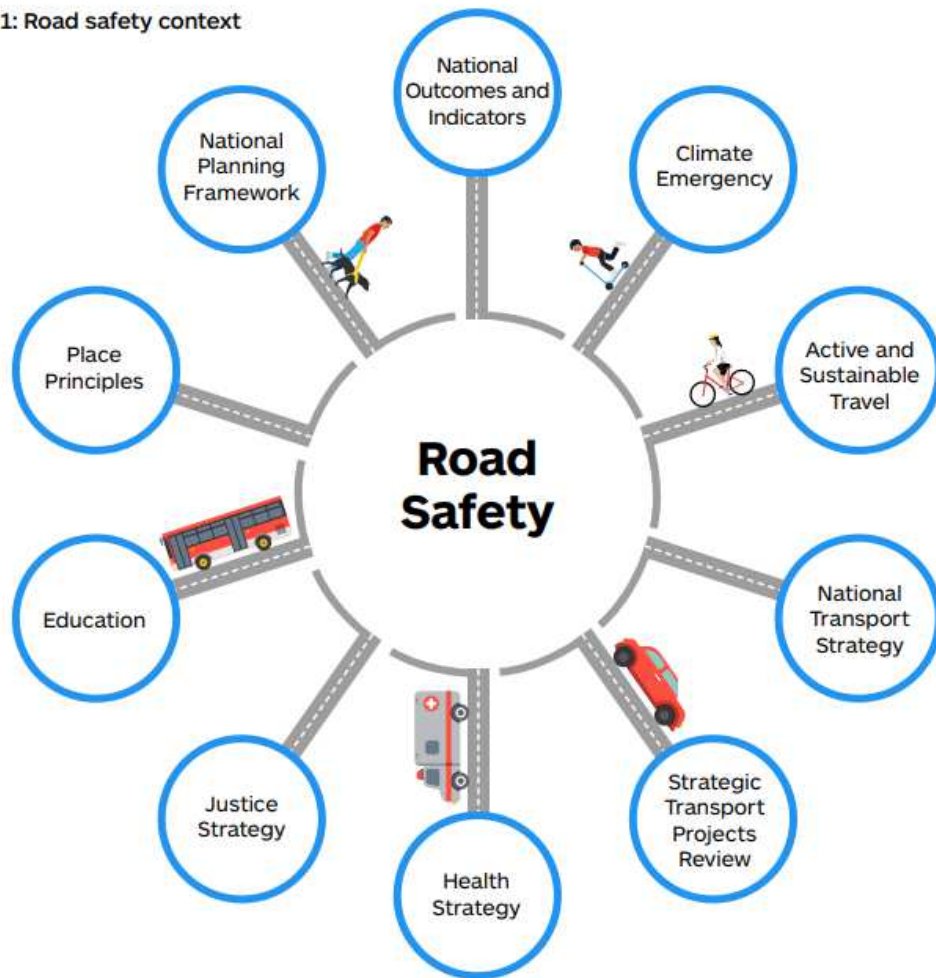 1: Road safety context
National
Outcomes and
Indicators
Climate
Emergency
Active and
Sustainable
Travel
National
Transport
Strategy
Strategic
Transport
Projects
Review
Health
Strategy
Justice
Strategy
Education
Place
Principles
National
Planning
Framework
Road
Safety